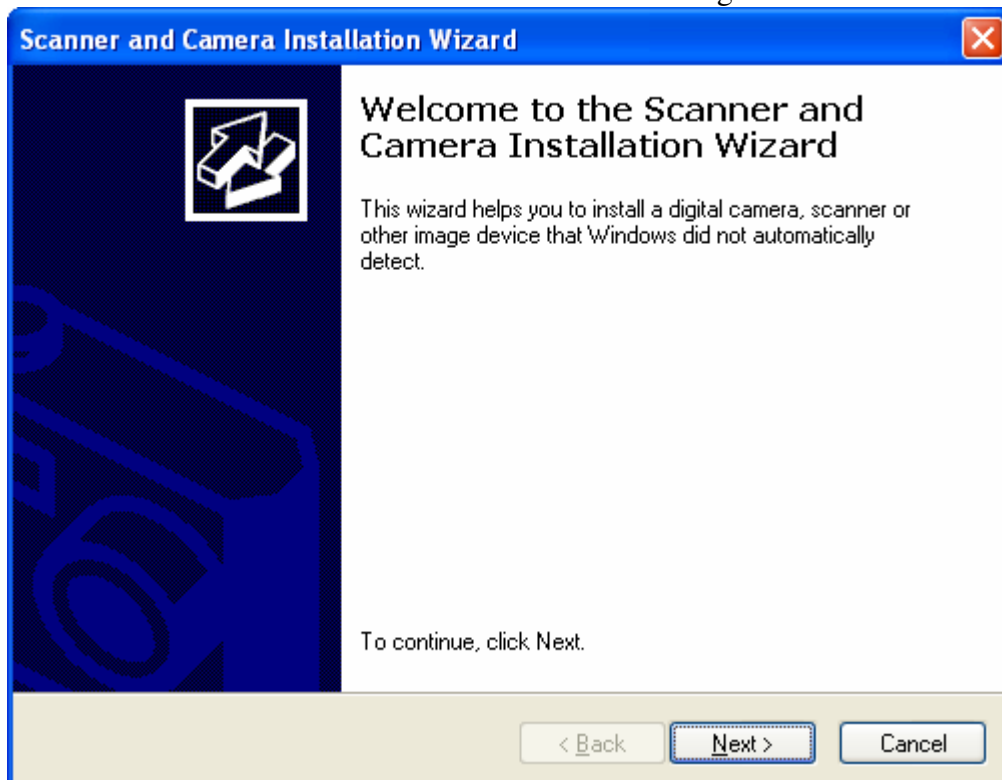 Scanner and Camera Installation Wizard
Welcome to the Scanner and
Camera Installation Wizard
This wizard helps you to install a digital camera, scanner or
other image device that Windows did not automatically
detect.
To continue, click Next.
< Back
Next >
Cancel